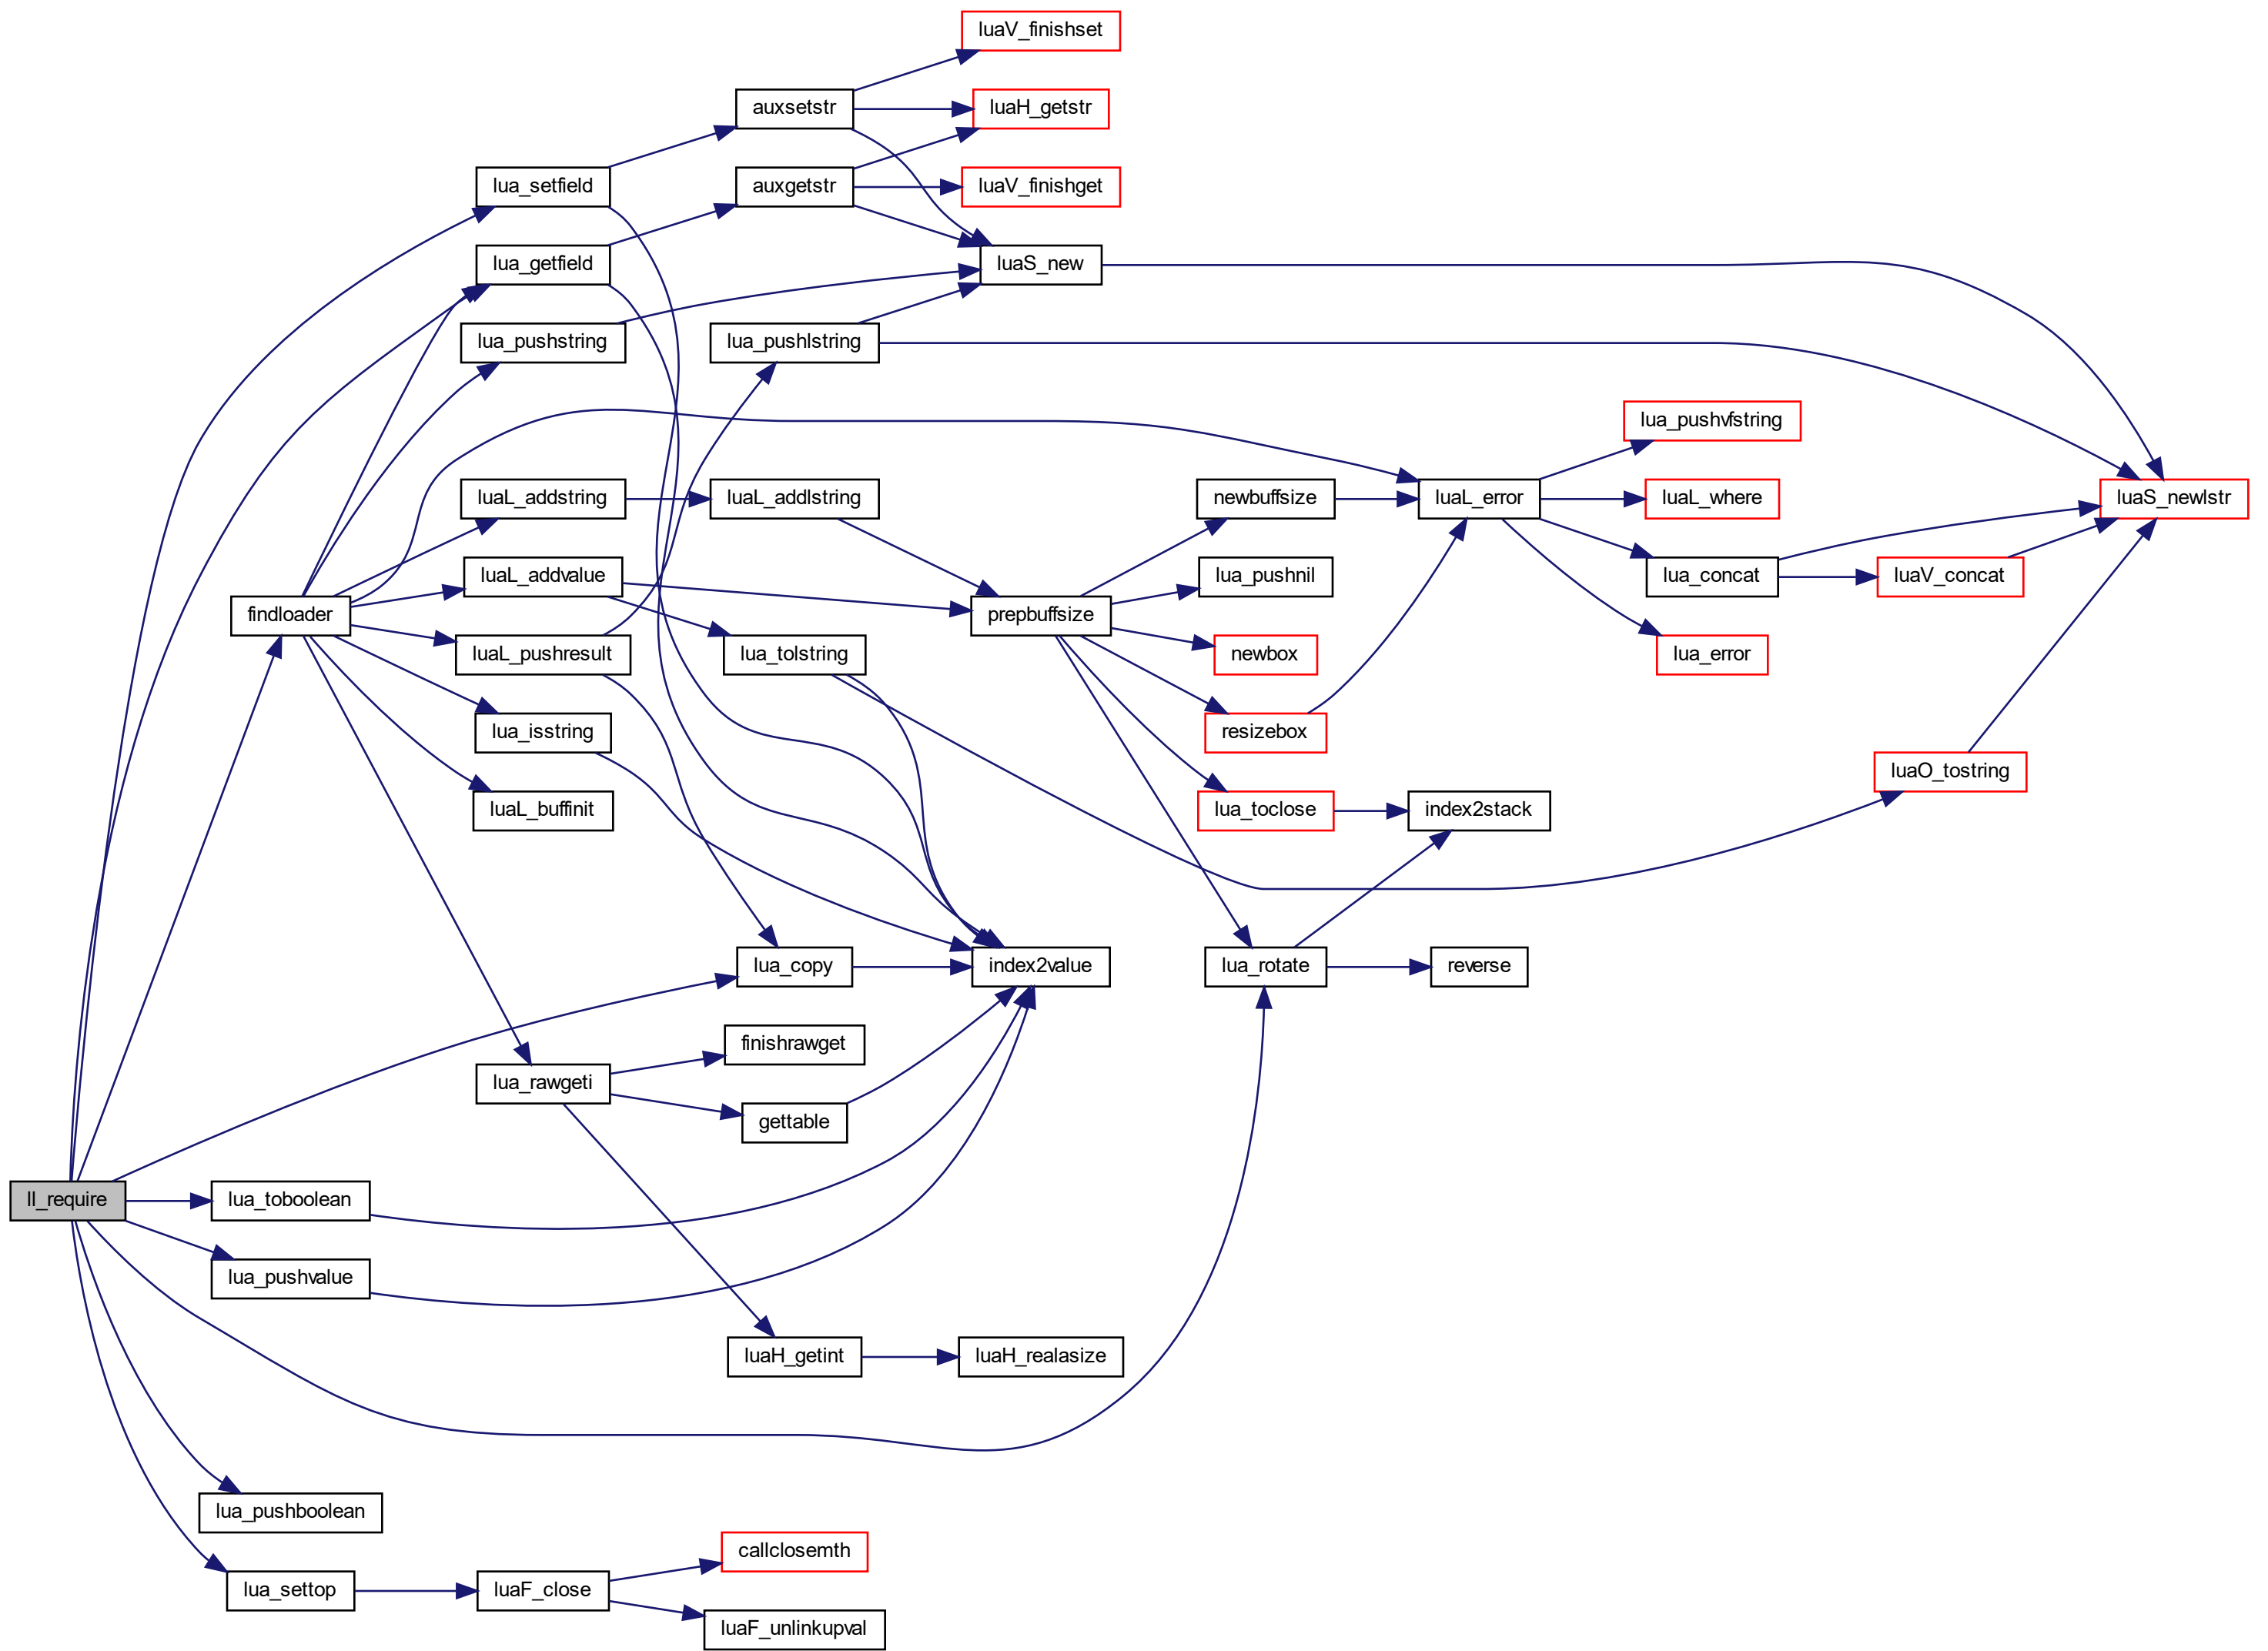 luaV_finishset
auxsetstr
luaH_getstr
lua_setfield
auxgetstr
luaV_finishget
lua_getfield
luaS_new
lua_pushstring
lua_pushlstring
lua_pushvfstring
luaL_addstring
luaL_addlstring
newbuffsize
luaL_error
luaL_where
luaS_newlstr
luaL_addvalue
lua_pushnil
lua_concat
luaV_concat
findloader
prepbuffsize
luaL_pushresult
lua_tolstring
newbox
lua_error
lua_isstring
resizebox
luaO_tostring
luaL_buffinit
lua_toclose
index2stack
lua_copy
index2value
lua_rotate
reverse
finishrawget
lua_rawgeti
gettable
ll_require
lua_toboolean
lua_pushvalue
luaH_getint
luaH_realasize
lua_pushboolean
callclosemth
lua_settop
luaF_close
luaF_unlinkupval